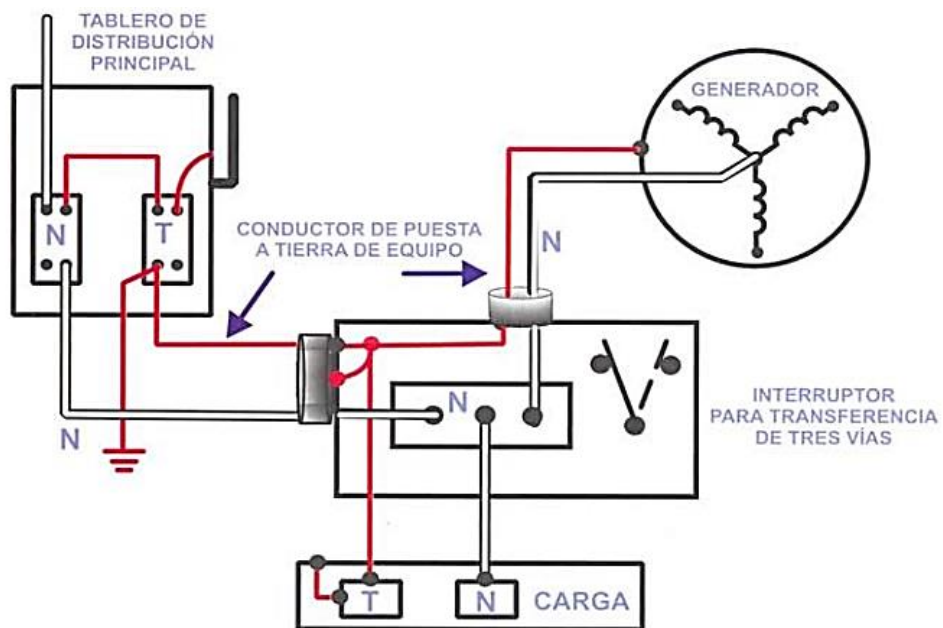 TABLERO DE
DISTRIBUCIÓN
PRINCIPAL
GENERADOR
N
T
CONDUCTOR DE PUESTA
A TIERRA DE EQUIPO
N
N
N
INTERRUPTOR
PARA TRANSFERENCIA
DE TRES VÍAS
T
N
CARGA